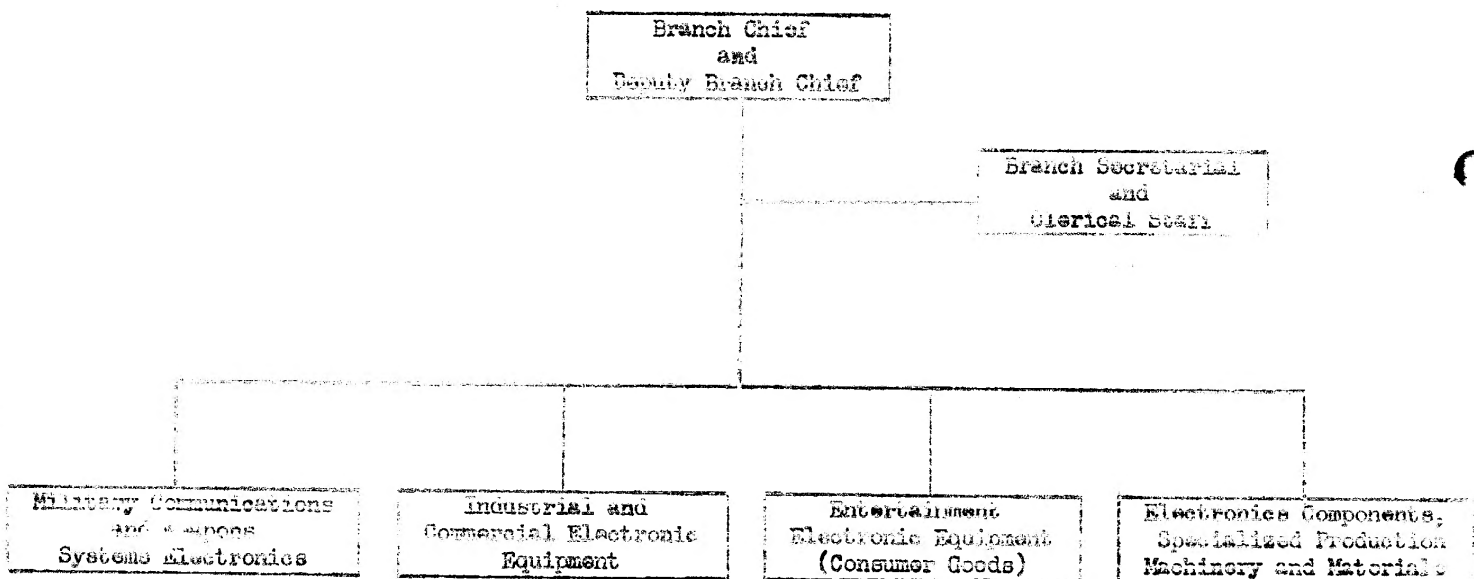 Branch Chief
and
Deputy Branch Chief
Branch Secretarial
and
Clerical Staff
Military Communications
and Weapons
Systems Electronics
Industrial and
Commercial Electronic
Equipment
Entertainment
Electronic Equipment
(Consumer Goods)
Electronics Components,
Specialized Production
Machinery and Materials